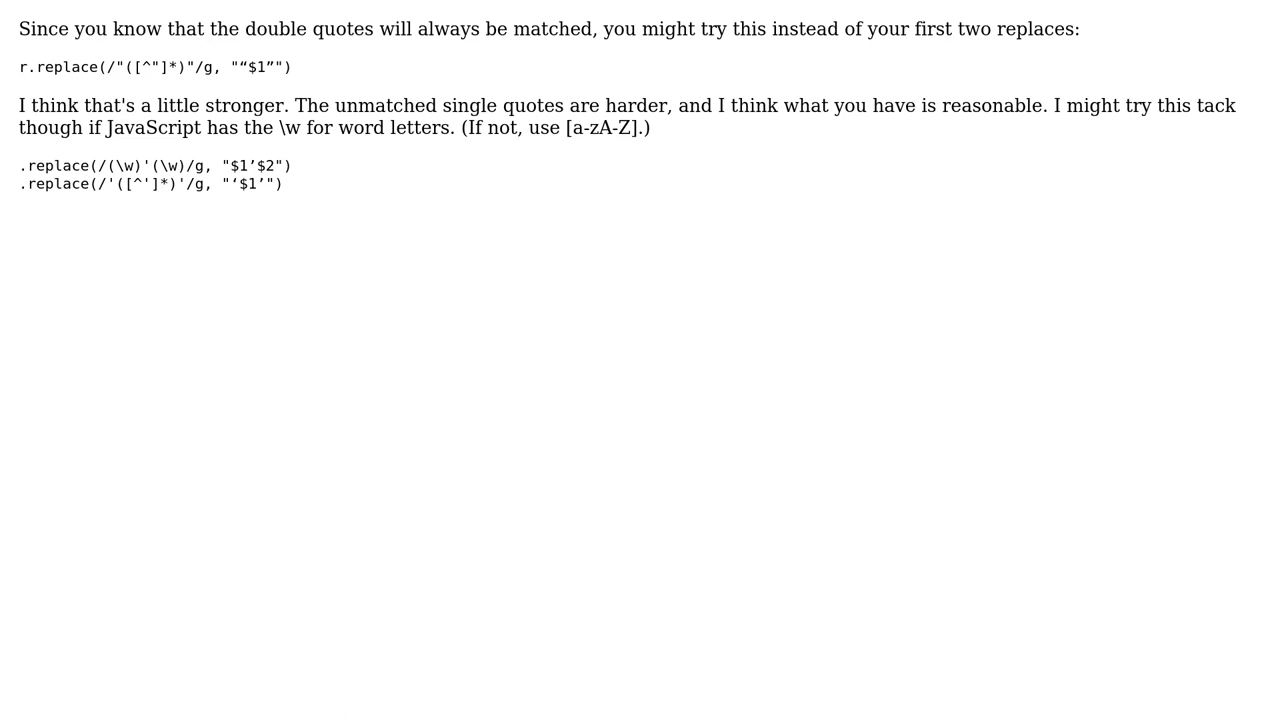 Since you know that the double quotes will always be matched, you might try this instead of your first two replaces:
r.replace(/"([^"]*)"/g, "“$1”")
I think that's a little stronger. The unmatched single quotes are harder, and I think what you have is reasonable. I might try this tack
though if JavaScript has the \w for word letters. (If not, use [a-zA-Z].)
.replace(/(\w)'(\w)/g, "$1’$2")
.replace(/'([^']*)'/g, "‘$1’")